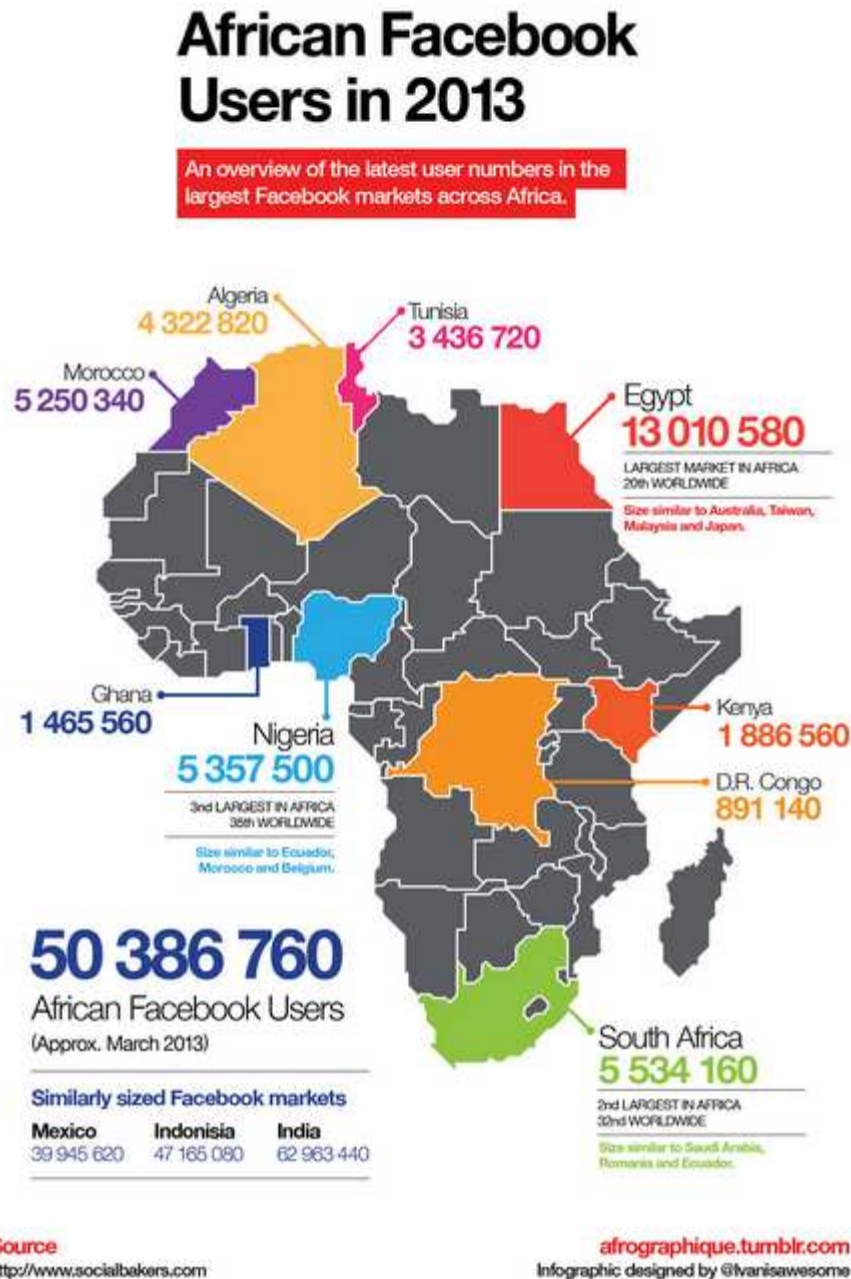 African Facebook
Users in 2013
An overview of the latest user numbers in the
largest Facebook markets across Africa.
Algeria
4 322 820
Tunisia
3 436 720
Morocco
5 250 340
Egypt
13 010 580
LARGEST MARKET IN AFRICA
20th WORLDWIDE
Size similar to Australia, Taiwan,
Malaysia and Japan.
Ghana
1 465 560
Nigeria
5 357 500
3nd LARGEST IN AFRICA
35th WORLDWIDE
Size similar to Ecuador,
Morocco and Belgium.
Kenya
1 886 560
D.R. Congo
891 140
50 386 760
African Facebook Users
(Approx. March 2013)
Similarly sized Facebook markets
Mexico Indonisia India
39 945 620 47 165 080 62 963 440
South Africa
5 534 160
2nd LARGEST IN AFRICA
32nd WORLDWIDE
Size similar to Saudi Arabia,
Romania and Ecuador.
Source
ttp://www.socialbakers.com
afrographique.tumblr.com
Infographic designed by @Ivanisawesome